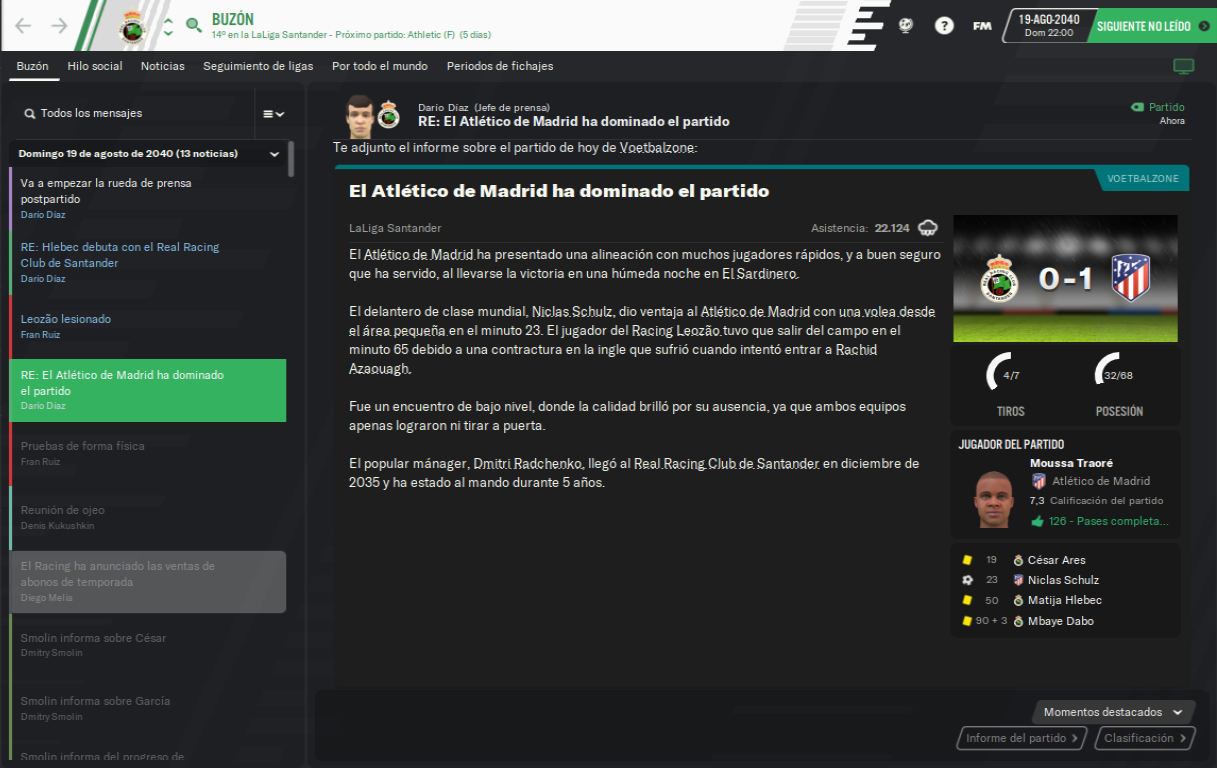 BUZÓN
14º en la LaLiga Santander - Próximo partido: Athletic (F) (5 días)
?
FM
19-AGO-2040
Dom 22:00
SIGUIENTE NO LEÍDO
Buzón
Hilo social
Noticias
Seguimiento de ligas
Por todo el mundo
Periodos de fichajes
Todos los mensajes
Domingo 19 de agosto de 2040 (13 noticias)
Va a empezar la rueda de prensa
postpartido
Darío Díaz
RE: Hlebec debuta con el Real Racing
Club de Santander
Darío Díaz
Leozão lesionado
Fran Ruiz
RE: El Atlético de Madrid ha dominado
el partido
Darío Díaz
Pruebas de forma física
Fran Ruiz
Reunión de ojeo
Denis Kukushkin
El Racing ha anunciado las ventas de
abonos de temporada
Diego Melia
Smolin informa sobre César
Dmitry Smolin
Smolin informa sobre García
Dmitry Smolin
Smolin informa del progreso de
Darío Díaz (Jefe de prensa)
RE: El Atlético de Madrid ha dominado el partido
Partido
Ahora
Te adjunto el informe sobre el partido de hoy de Voetbalzone:
VOETBALZONE
El Atlético de Madrid ha dominado el partido
LaLiga Santander
Asistencia: 22.124
El Atlético de Madrid ha presentado una alineación con muchos jugadores rápidos, y a buen seguro
que ha servido, al llevarse la victoria en una húmeda noche en El Sardinero.
El delantero de clase mundial, Niclas Schulz, dio ventaja al Atlético de Madrid con una volea desde
el área pequeña en el minuto 23. El jugador del Racing Leozão tuvo que salir del campo en el
minuto 65 debido a una contractura en la ingle que sufrió cuando intentó entrar a Rachid
Azaouagh.
Fue un encuentro de bajo nivel, donde la calidad brilló por su ausencia, ya que ambos equipos
apenas lograron ni tirar a puerta.
El popular mánager, Dmitri Radchenko, llegó al Real Racing Club de Santander en diciembre de
2035 y ha estado al mando durante 5 años.
0-1
4/7
TIROS
32/68
POSESIÓN
JUGADOR DEL PARTIDO
Moussa Traoré
Atlético de Madrid
7,3 Calificación del partido
126 - Pases completa...
19 César Ares
23 Niclas Schulz
50 Matija Hlebec
90 + 3 Mbaye Dabo
Momentos destacados
Informe del partido
Clasificación